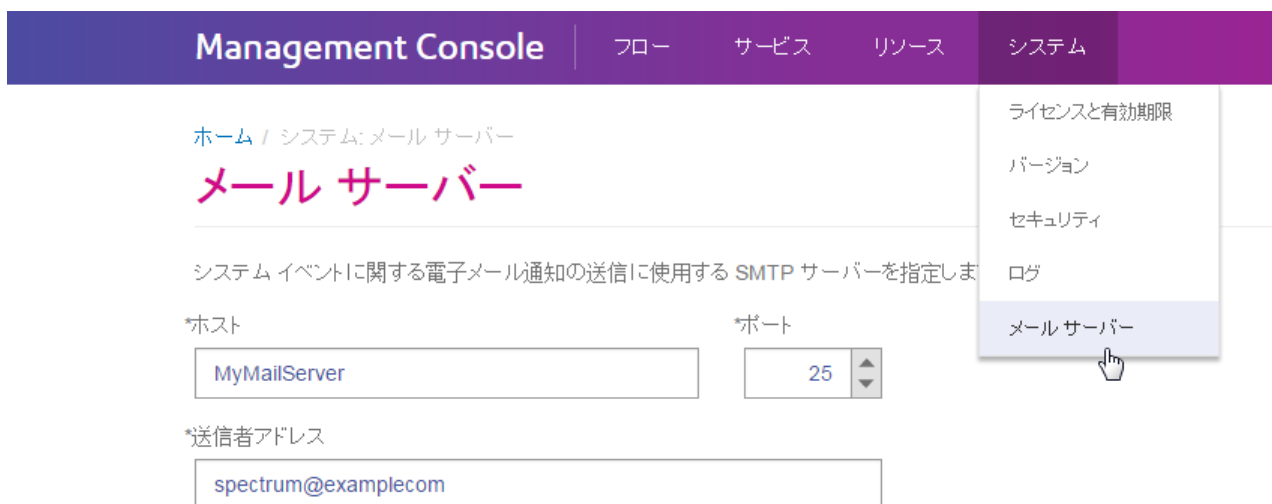 Management Console フロー サービス リソース システム
ライセンスと有効期限
バージョン
セキュリティ
ログ
メール サーバー
ホーム / システム: メール サーバー
メール サーバー
システム イベントに関する電子メール通知の送信に使用する SMTP サーバーを指定しま
*ホスト
MyMailServer
*ポート
25
*送信者アドレス
spectrum@examplecom